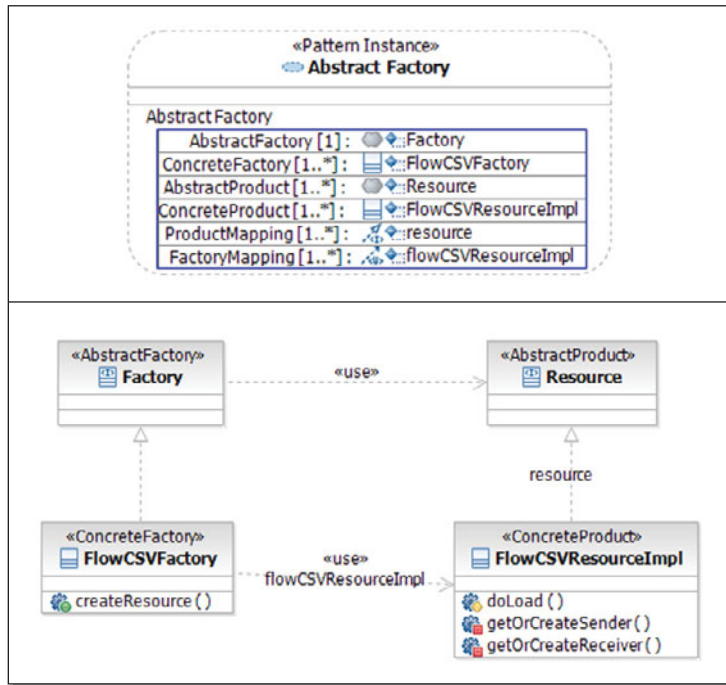 «Pattern Instance»
Abstract Factory
Abstract Factory
AbstractFactory [1] : Factory
ConcreteFactory [1..*] : FlowCSVFactory
AbstractProduct [1..*] : Resource
ConcreteProduct [1..*] : FlowCSVResourceImpl
ProductMapping [1..*] : resource
FactoryMapping [1..*] : flowCSVResourceImpl
«AbstractFactory»
Factory
«use»
«AbstractProduct»
Resource
resource
«ConcreteFactory»
FlowCSVFactory
createResource ( )
«use»
flowCSVResourceImpl
«ConcreteProduct»
FlowCSVResourceImpl
doLoad ( )
getOrCreateSender ( )
getOrCreateReceiver ( )